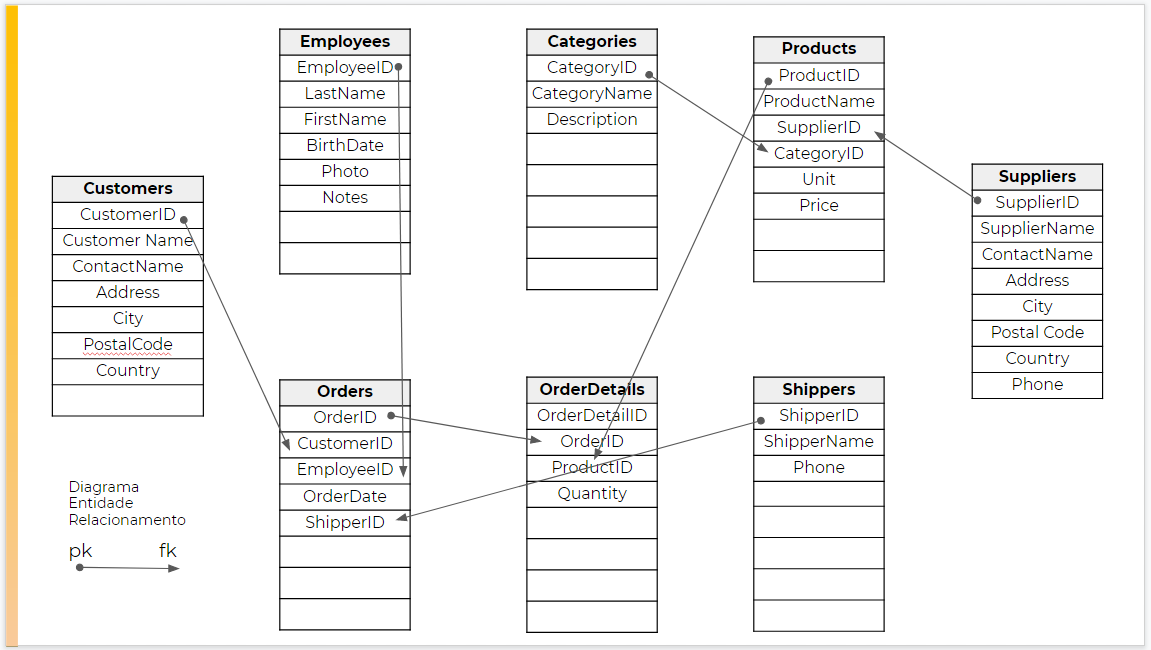 Employees
EmployeeID
LastName
FirstName
BirthDate
Photo
Notes
Categories
CategoryID
CategoryName
Description
Products
ProductID
ProductName
SupplierID
CategoryID
Unit
Price
Customers
CustomerID
Customer Name
ContactName
Address
City
PostalCode
Country
Suppliers
SupplierID
SupplierName
ContactName
Address
City
Postal Code
Country
Phone
Orders
OrderID
CustomerID
EmployeeID
OrderDate
ShipperID
OrderDetails
OrderDetailID
OrderID
ProductID
Quantity
Shippers
ShipperID
ShipperName
Phone
Diagrama
Entidade
Relacionamento
pk fk